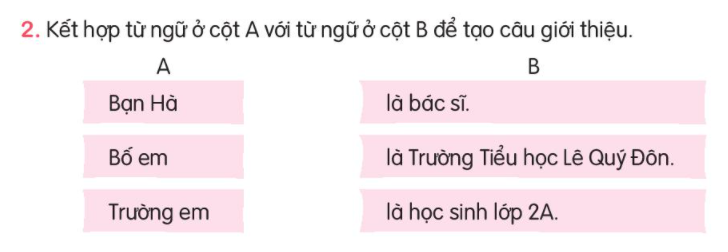 2. Kết hợp từ ngữ ở cột A với từ ngữ ở cột B để tạo câu giới thiệu.
A B
Bạn Hà là bác sĩ.
Bố em là Trường Tiểu học Lê Quý Đôn.
Trường em là học sinh lớp 2A.